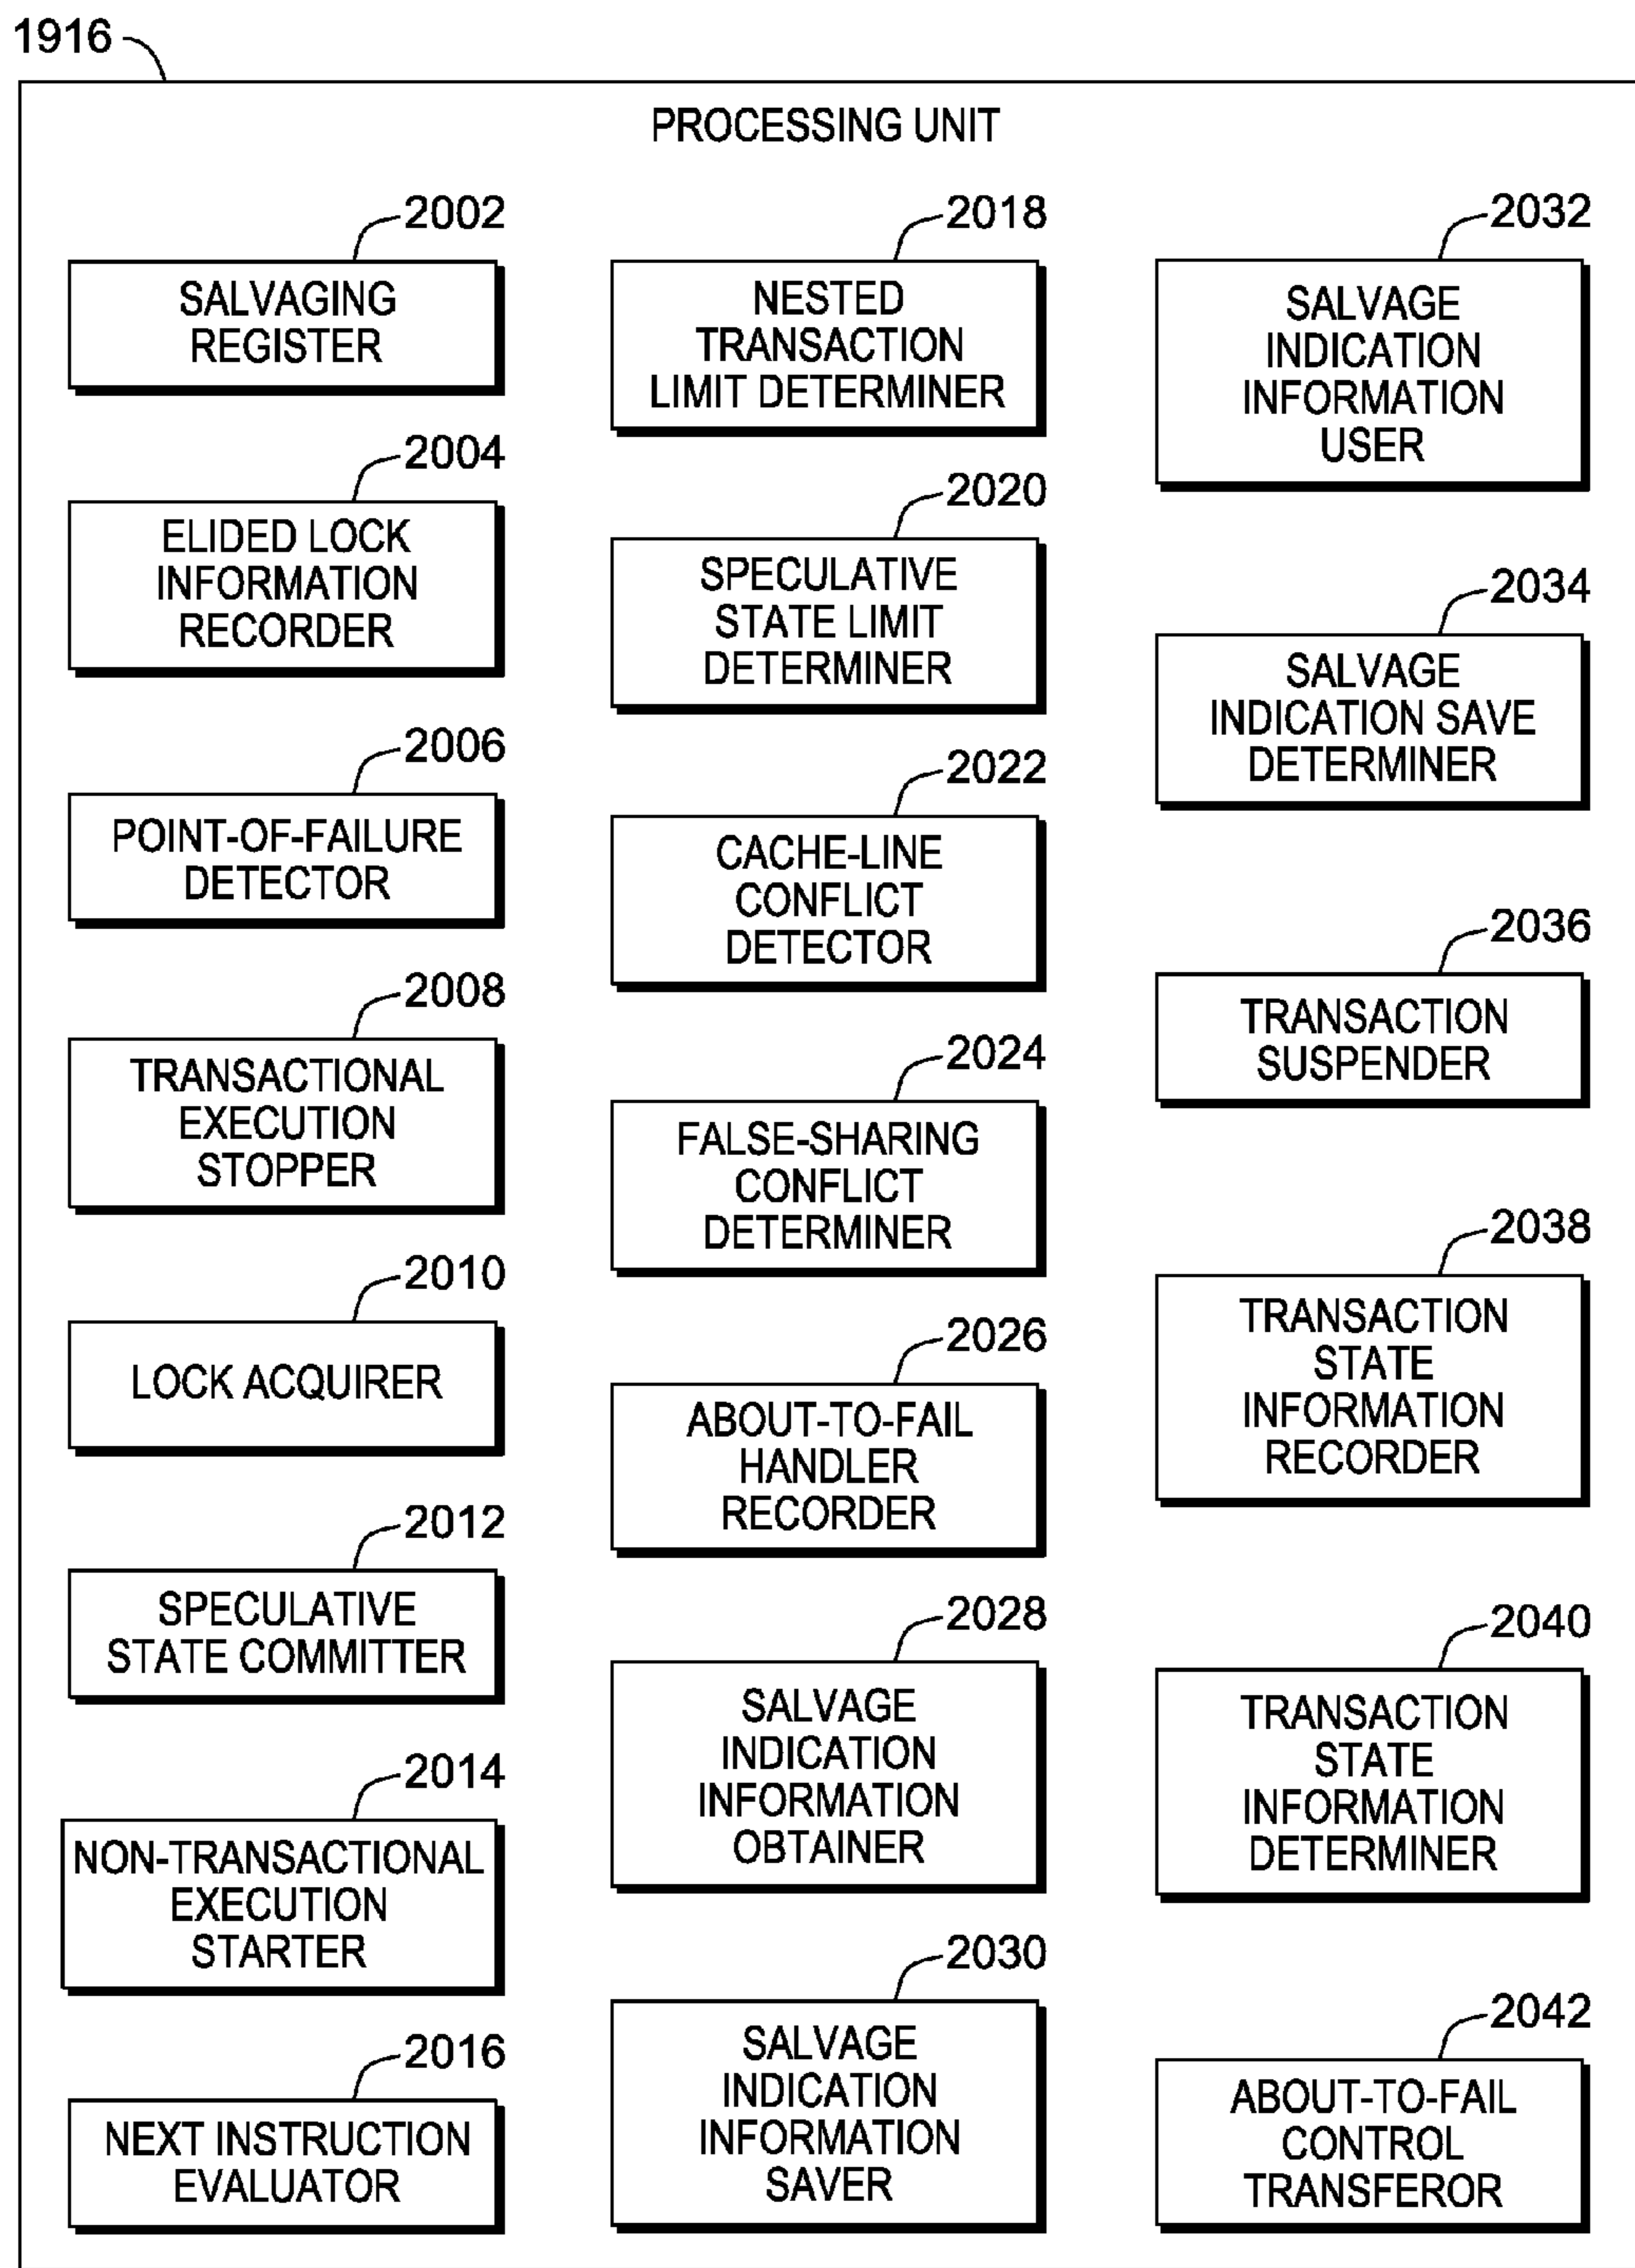 1916
PROCESSING UNIT
2002
SALVAGING
REGISTER
2004
ELIDED LOCK
INFORMATION
RECORDER
2006
POINT-OF-FAILURE
DETECTOR
2008
TRANSACTIONAL
EXECUTION
STOPPER
2010
LOCK ACQUIRER
2012
SPECULATIVE
STATE COMMITTER
2014
NON-TRANSACTIONAL
EXECUTION
STARTER
2016
NEXT INSTRUCTION
EVALUATOR
2018
NESTED
TRANSACTION
LIMIT DETERMINER
2020
SPECULATIVE
STATE LIMIT
DETERMINER
2022
CACHE-LINE
CONFLICT
DETECTOR
2024
FALSE-SHARING
CONFLICT
DETERMINER
2026
ABOUT-TO-FAIL
HANDLER
RECORDER
2028
SALVAGE
INDICATION
INFORMATION
OBTAINER
2030
SALVAGE
INDICATION
INFORMATION
SAVER
2032
SALVAGE
INDICATION
INFORMATION
USER
2034
SALVAGE
INDICATION SAVE
DETERMINER
2036
TRANSACTION
SUSPENDER
2038
TRANSACTION
STATE
INFORMATION
RECORDER
2040
TRANSACTION
STATE
INFORMATION
DETERMINER
2042
ABOUT-TO-FAIL
CONTROL
TRANSFEROR